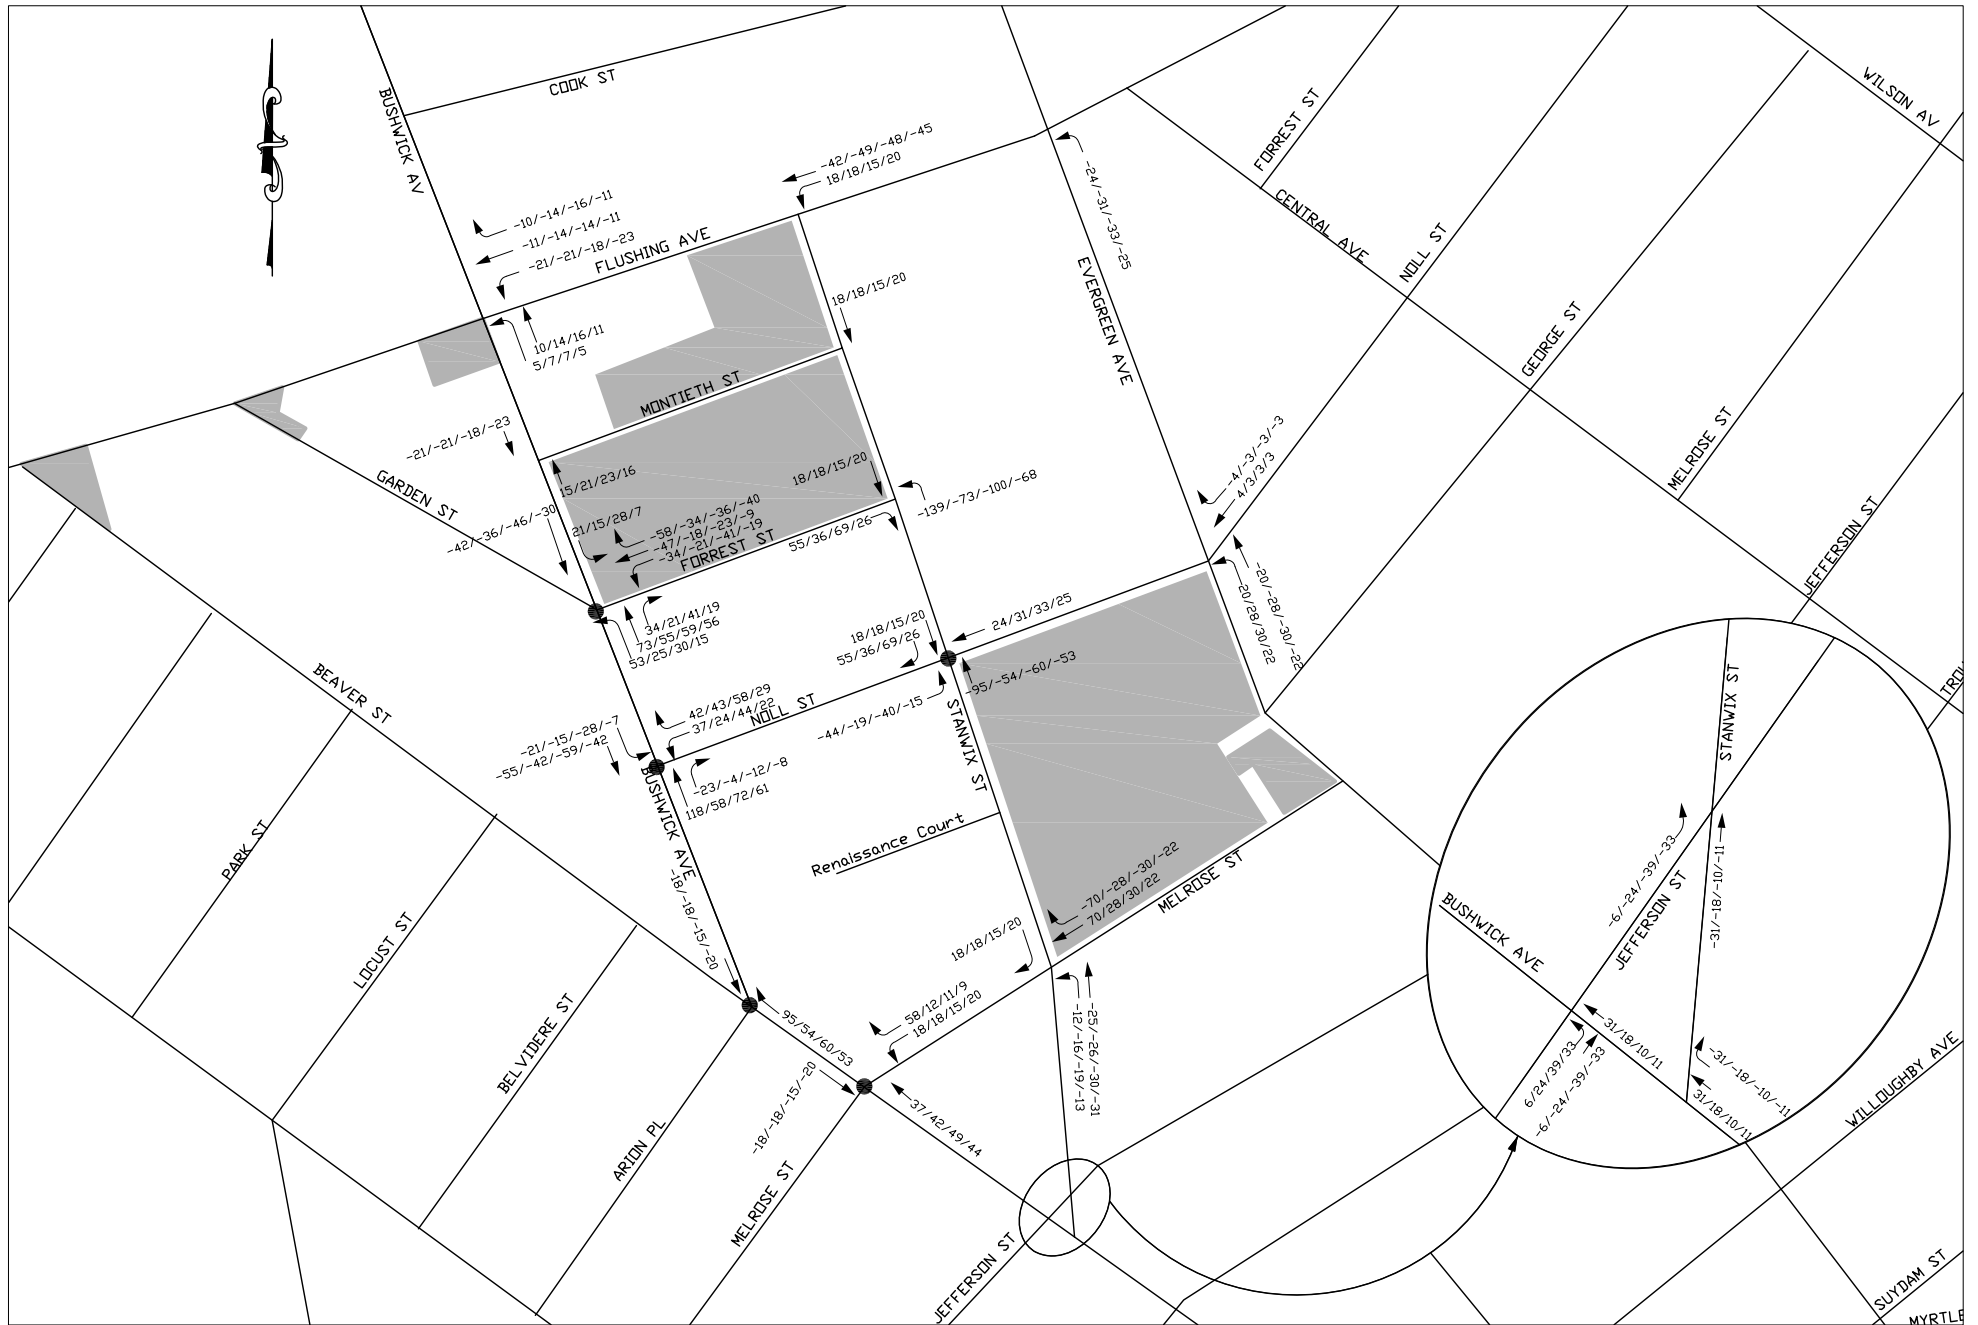 COOK ST
WILSON AV
BUSHWICK AV
FORREST ST
-42/-49/-48/-45
18/18/15/20
-24/-31/-33/-25
CENTRAL AVE
-10/-14/-16/-11
-11/-14/-14/-11
-21/-21/-18/-23
FLUSHING AVE
NOLL ST
EVERGREEN AVE
18/18/15/20
10/14/16/11
5/7/7/5
GEORGE ST
MONTIETH ST
-21/-21/-18/-23
GARDEN ST
15/21/23/16
18/18/15/20
-4/-3/-3/-3
4/3/3/3
MELROSE ST
-139/-73/-100/-68
-42/-36/-46/-30
21/15/28/7
-58/-34/-36/-40
-47/-18/-23/-9
-34/-21/-41/-19
FORREST ST
55/36/69/26
JEFFERSON ST
-20/-28/-30/-22
20/28/30/22
34/21/41/19
73/55/59/56
53/25/30/15
18/18/15/20
55/36/69/26
24/31/33/25
BEAVER ST
-95/-54/-60/-53
42/43/58/29
37/24/44/22
NOLL ST
-44/-19/-40/-15
STANWIX ST
-21/-15/-28/-7
-55/-42/-59/-42
BUSHWICK AVE
-23/-4/-12/-8
118/58/72/61
STANWIX ST
PARK ST
Renaissance Court
-18/-18/-15/-20
-70/-28/-30/-22
70/28/30/22
MELROSE ST
-6/-24/-39/-33
JEFFERSON ST
-31/-18/-10/-11
LOCUST ST
18/18/15/20
BUSHWICK AVE
BELVIDERE ST
95/54/60/53
58/12/11/9
18/18/15/20
-25/-26/-30/-31
-12/-16/-19/-13
31/18/10/11
6/24/39/33
-6/-24/-39/-33
-31/-18/-10/-11
31/18/10/11
WILLOUGHBY AVE
-18/-18/-15/-20
37/42/49/44
ARION PL
MELROSE ST
JEFFERSON ST
SUYDAM ST
MYRTLE